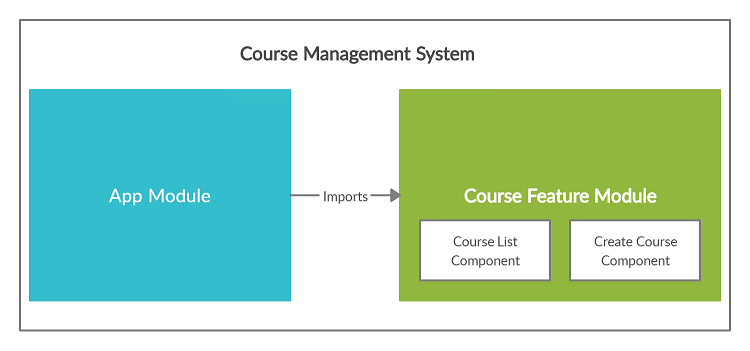 Course Management System
App Module
Imports
Course Feature Module
Course List
Component
Create Course
Component